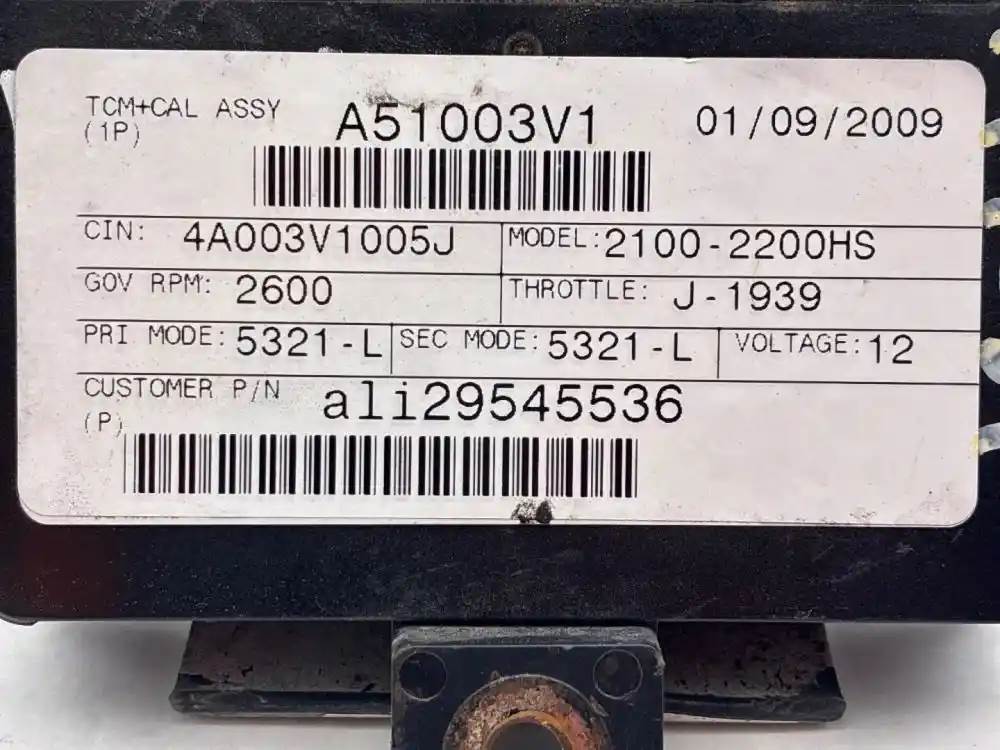 TCM+CAL ASSY A51003V1 01/09/2009
(1P)
CIN: 4A003V1005J MODEL: 2100-2200HS
GOV RPM: 2600 THROTTLE: J-1939
PRI MODE: 5321-L SEC MODE: 5321-L VOLTAGE: 12
CUSTOMER P/N ali29545536
(P)